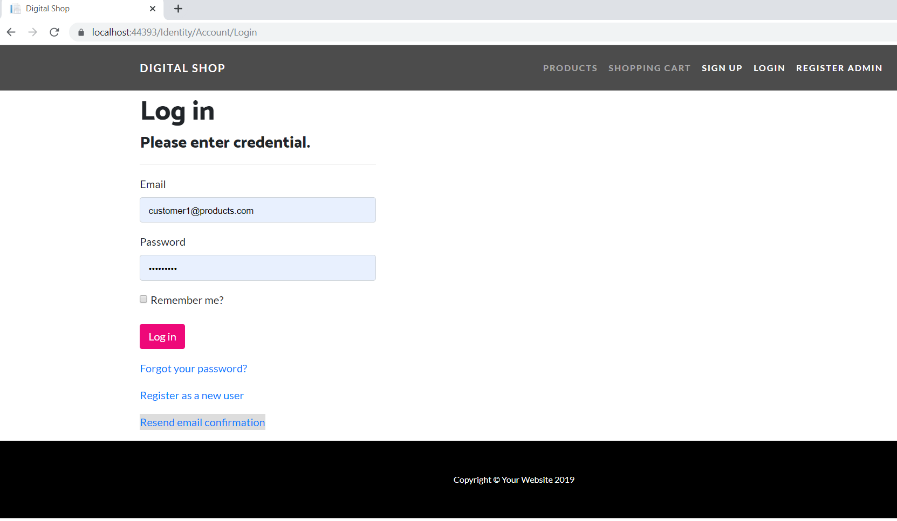 Digital Shop
localhost:44393/Identity/Account/Login
DIGITAL SHOP PRODUCTS SHOPPING CART SIGN UP LOGIN REGISTER ADMIN
Log in
Please enter credential.
Email
customer1@products.com
Password
•••••••••
Remember me?
Log in
Forgot your password?
Register as a new user
Resend email confirmation
Copyright © Your Website 2019